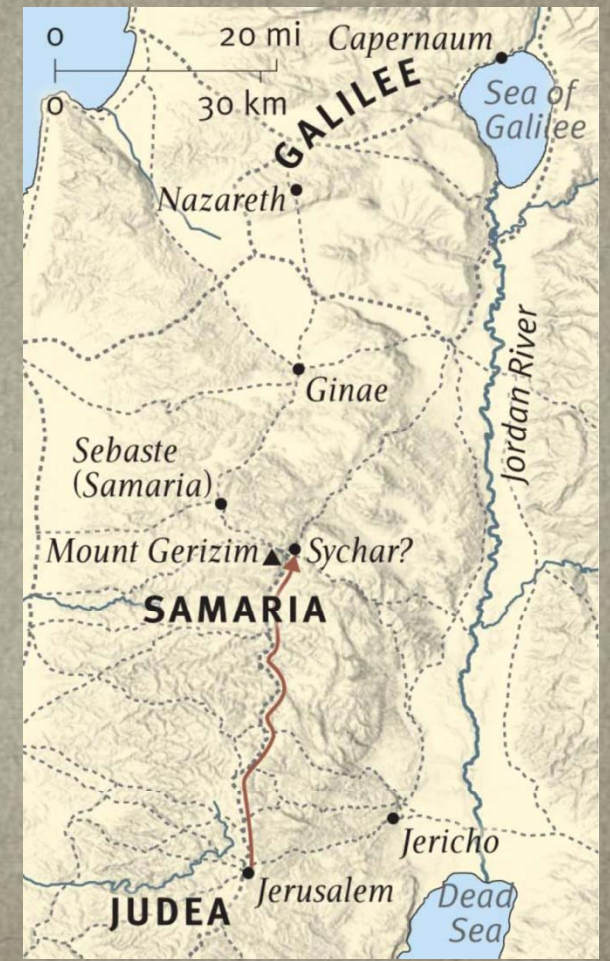 0 20 mi
0 30 km
Capernaum
GALILEE
Sea of
Galilee
Nazareth
Jordan River
Ginae
Sebaste
(Samaria)
Mount Gerizim
Sychar?
SAMARIA
Jericho
Jerusalem
JUDEA
Dead
Sea